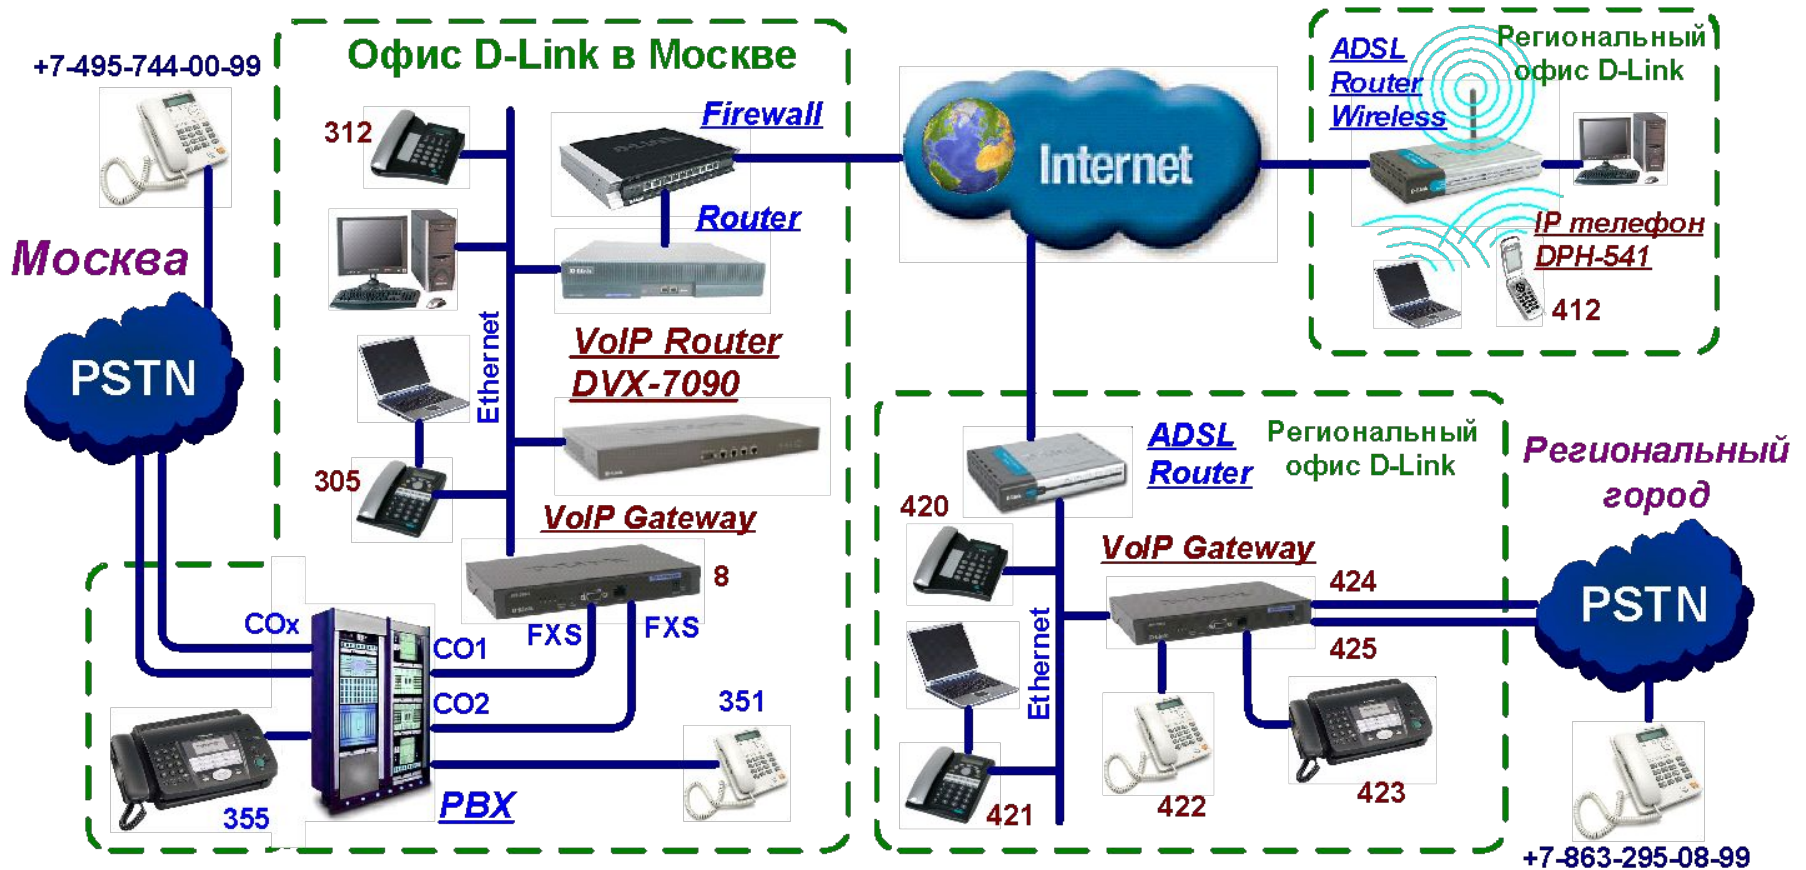 +7-495-744-00-99
Москва
PSTN
Офис D-Link в Москве
312
Firewall
Router
Ethernet
VoIP Router
DVX-7090
305
VoIP Gateway
8
FXS
FXS
COx
CO1
CO2
351
355
PBX
Internet
ADSL
Router
Wireless
Региональный
офис D-Link
IP телефон
DPH-541
412
ADSL
Router
Региональный
офис D-Link
420
VoIP Gateway
424
425
Ethernet
421
422
423
Региональный
город
PSTN
+7-863-295-08-99